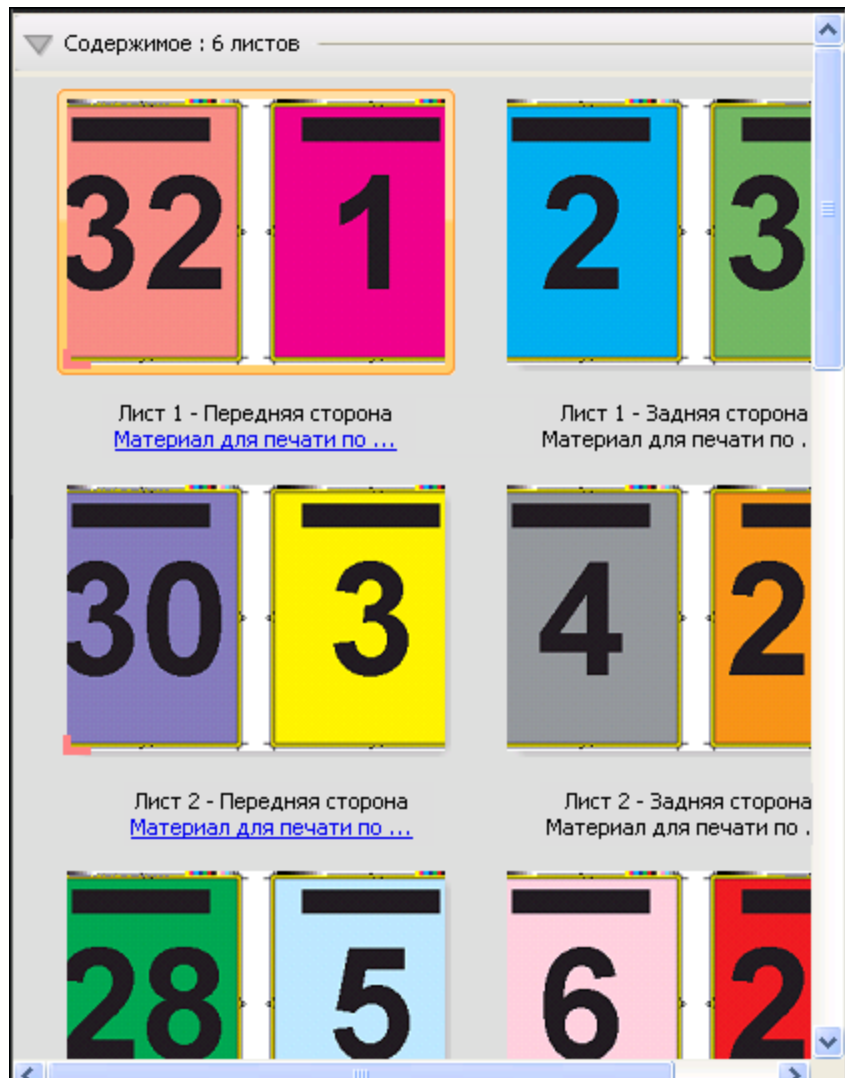 Содержимое : 6 листов
32 1 2 3
Лист 1 - Передняя сторона Лист 1 - Задняя сторона
Материал для печати по ... Материал для печати по .
30 3 4 2
Лист 2 - Передняя сторона Лист 2 - Задняя сторона
Материал для печати по ... Материал для печати по .
28 5 6 2